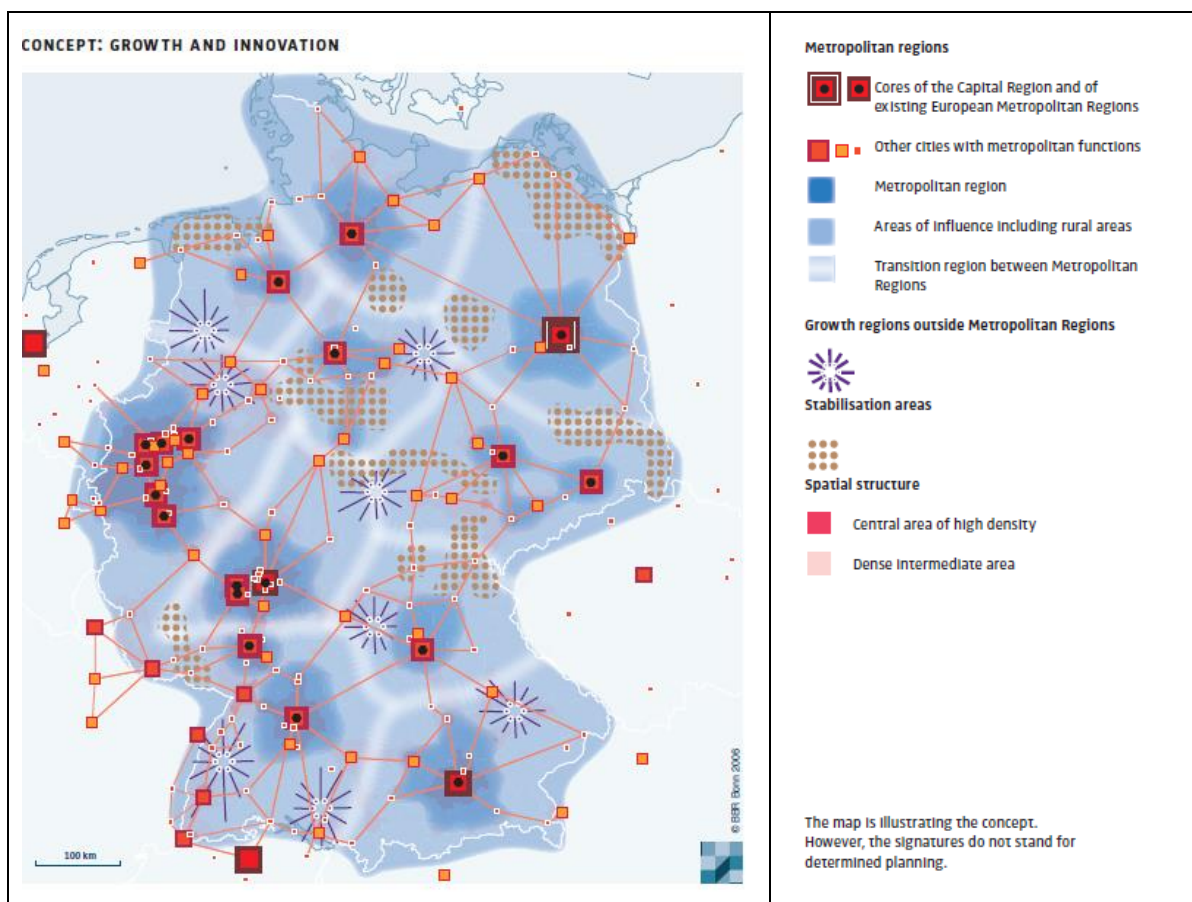 CONCEPT: GROWTH AND INNOVATION
© BBR Bonn 2006
100 km
Metropolitan regions
Cores of the Capital Region and of
existing European Metropolitan Regions
Other cities with metropolitan functions
Metropolitan region
Areas of influence including rural areas
Transition region between Metropolitan
Regions
Growth regions outside Metropolitan Regions
Stabilisation areas
Spatial structure
Central area of high density
Dense intermediate area
The map is illustrating the concept.
However, the signatures do not stand for
determined planning.